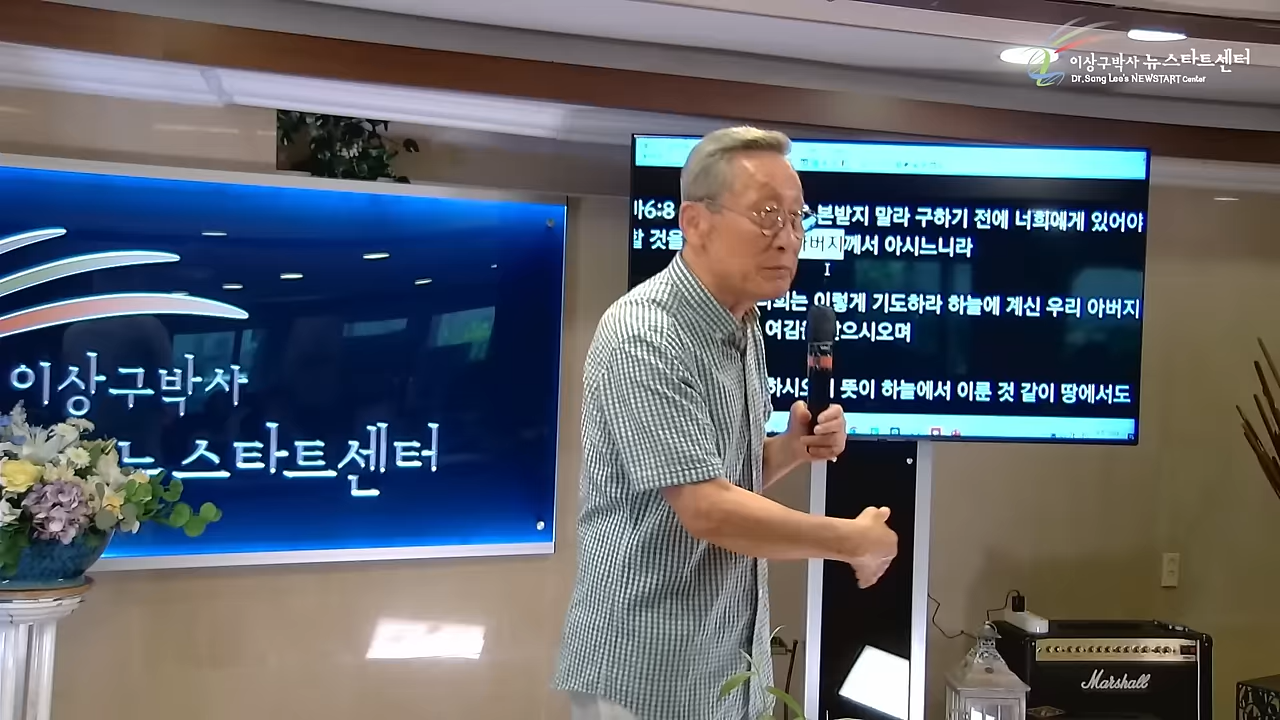 이상구박사 뉴스타트센터
Dr.Sang Lee's NEWSTART Center
6:8 본받지 말라 구하기 전에 너희에게 있어야
것을 아버지께서 아시느니라
이렇게 기도하라 하늘에 계신 우리 아버지
여김을 받으시오며
뜻이 하늘에서 이룬 것 같이 땅에서도
이상구박사
뉴스타트센터
Marshall